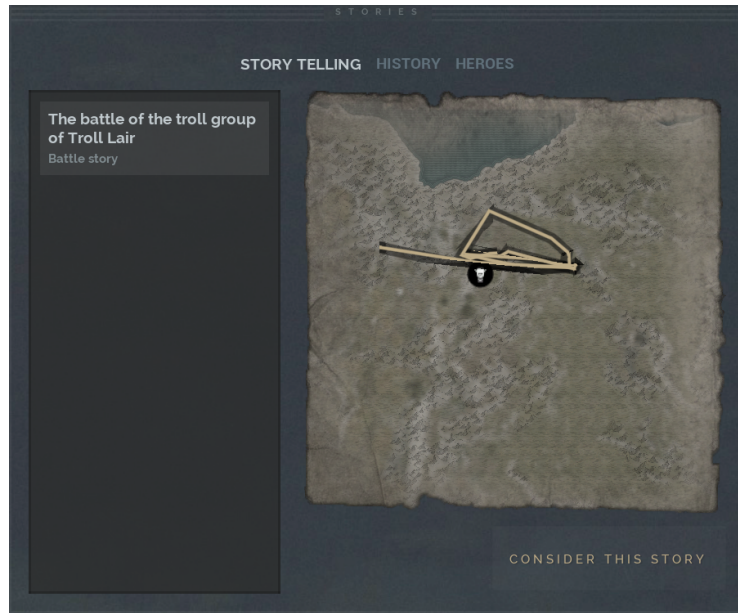 STORIES
STORY TELLING HISTORY HEROES
The battle of the troll group
of Troll Lair
Battle story
CONSIDER THIS STORY